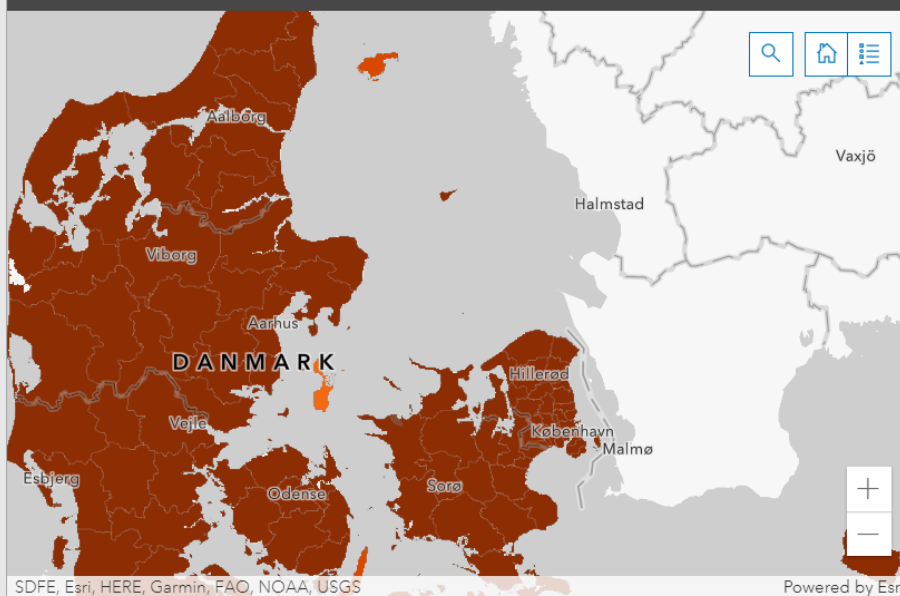 Aalborg
Vaxjö
Halmstad
Viborg
Aarhus
DANMARK
Hillerød
Vejle
København
Malmø
Esbjerg
Sorø
Odense
SDFE, Esri, HERE, Garmin, FAO, NOAA, USGS
Powered by Esr